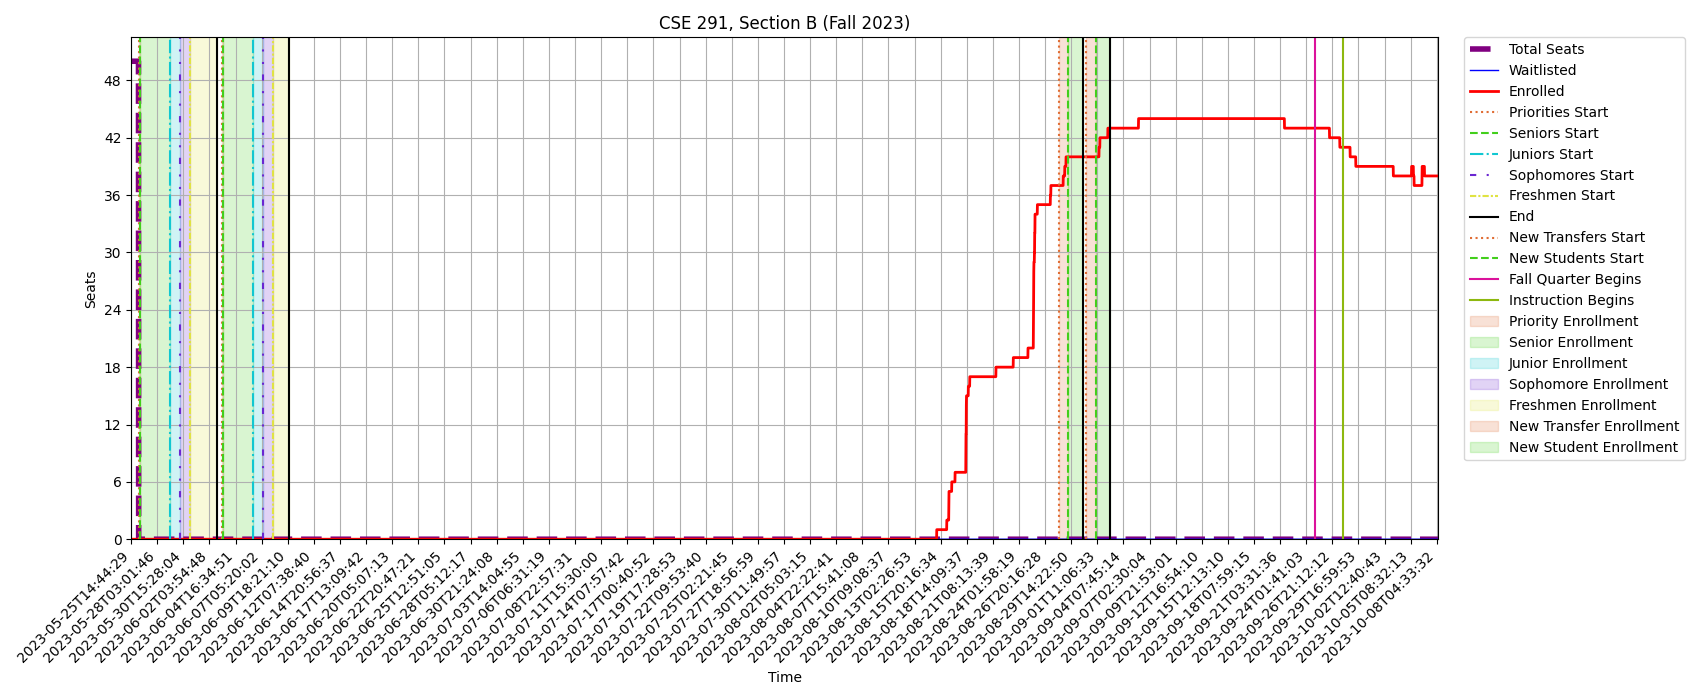 CSE 291, Section B (Fall 2023)
Seats
48
42
36
30
24
18
12
6
0
2023-05-25T14:44:29
2023-05-28T03:01:46
2023-05-30T15:28:04
2023-06-02T03:54:48
2023-06-04T16:34:51
2023-06-07T05:20:02
2023-06-09T18:21:10
2023-06-12T07:38:40
2023-06-14T20:56:37
2023-06-17T13:09:42
2023-06-20T05:07:13
2023-06-22T20:47:21
2023-06-25T12:51:05
2023-06-28T05:12:17
2023-06-30T21:24:08
2023-07-03T14:04:55
2023-07-06T06:31:19
2023-07-08T22:57:31
2023-07-11T15:30:00
2023-07-14T07:57:42
2023-07-17T00:40:52
2023-07-19T17:28:53
2023-07-22T09:53:40
2023-07-25T02:21:45
2023-07-27T18:56:59
2023-07-30T11:49:57
2023-08-02T05:03:15
2023-08-04T22:22:41
2023-08-07T15:41:08
2023-08-10T09:08:37
2023-08-13T02:26:53
2023-08-15T20:16:34
2023-08-18T14:09:37
2023-08-21T08:13:39
2023-08-24T01:58:19
2023-08-26T20:16:28
2023-08-29T14:22:50
2023-09-01T11:06:33
2023-09-04T07:45:14
2023-09-07T02:30:04
2023-09-09T21:53:01
2023-09-12T16:54:10
2023-09-15T12:13:10
2023-09-18T07:59:15
2023-09-21T03:31:36
2023-09-24T01:41:03
2023-09-26T21:12:12
2023-09-29T16:59:53
2023-10-02T12:40:43
2023-10-05T08:32:13
2023-10-08T04:33:32
Time
Total Seats
Waitlisted
Enrolled
Priorities Start
Seniors Start
Juniors Start
Sophomores Start
Freshmen Start
End
New Transfers Start
New Students Start
Fall Quarter Begins
Instruction Begins
Priority Enrollment
Senior Enrollment
Junior Enrollment
Sophomore Enrollment
Freshmen Enrollment
New Transfer Enrollment
New Student Enrollment